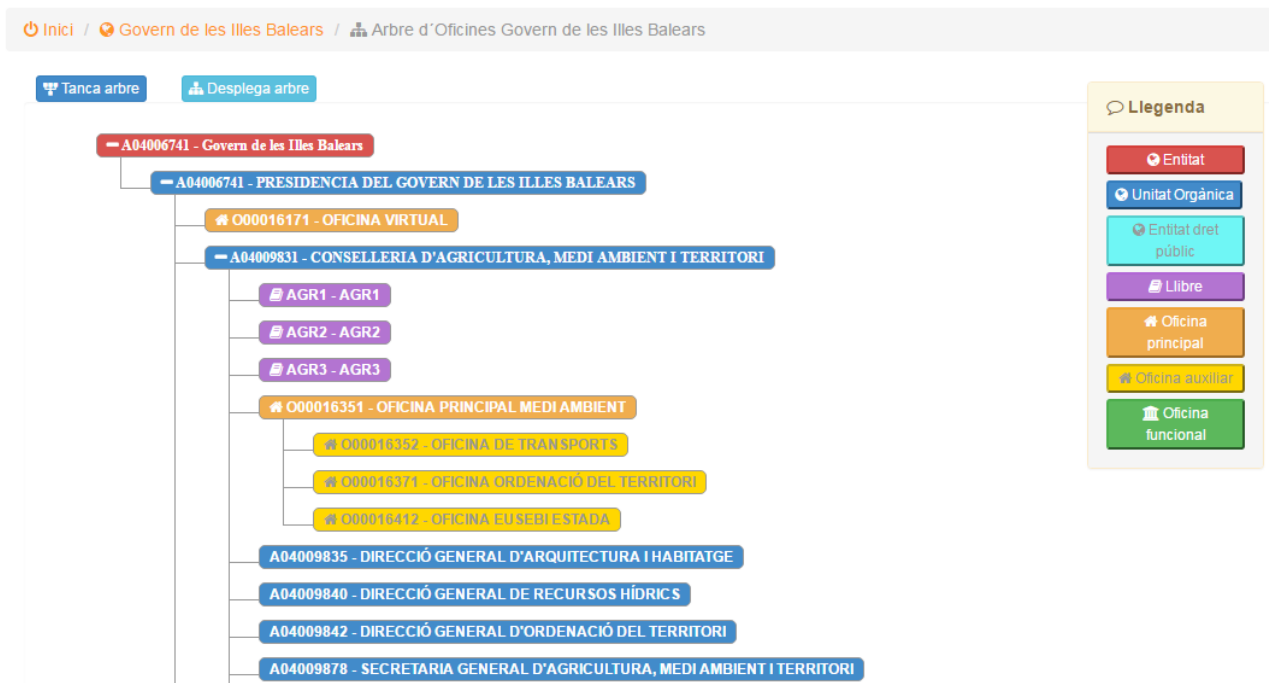 Inici / Govern de les Illes Balears / Arbre d´Oficines Govern de les Illes Balears
Tanca arbre
Desplega arbre
A04006741 - Govern de les Illes Balears
A04006741 - PRESIDENCIA DEL GOVERN DE LES ILLES BALEARS
O00016171 - OFICINA VIRTUAL
A04009831 - CONSELLERIA D'AGRICULTURA, MEDI AMBIENT I TERRITORI
AGR1 - AGR1
AGR2 - AGR2
AGR3 - AGR3
O00016351 - OFICINA PRINCIPAL MEDI AMBIENT
O00016352 - OFICINA DE TRANSPORTS
O00016371 - OFICINA ORDENACIÓ DEL TERRITORI
O00016412 - OFICINA EUSEBI ESTADA
A04009835 - DIRECCIÓ GENERAL D'ARQUITECTURA I HABITATGE
A04009840 - DIRECCIÓ GENERAL DE RECURSOS HÍDRICS
A04009842 - DIRECCIÓ GENERAL D'ORDENACIÓ DEL TERRITORI
A04009878 - SECRETARIA GENERAL D'AGRICULTURA, MEDI AMBIENT I TERRITORI
Llegenda
Entitat
Unitat Orgànica
Entitat dret
públic
Llibre
Oficina
principal
Oficina auxiliar
Oficina
funcional